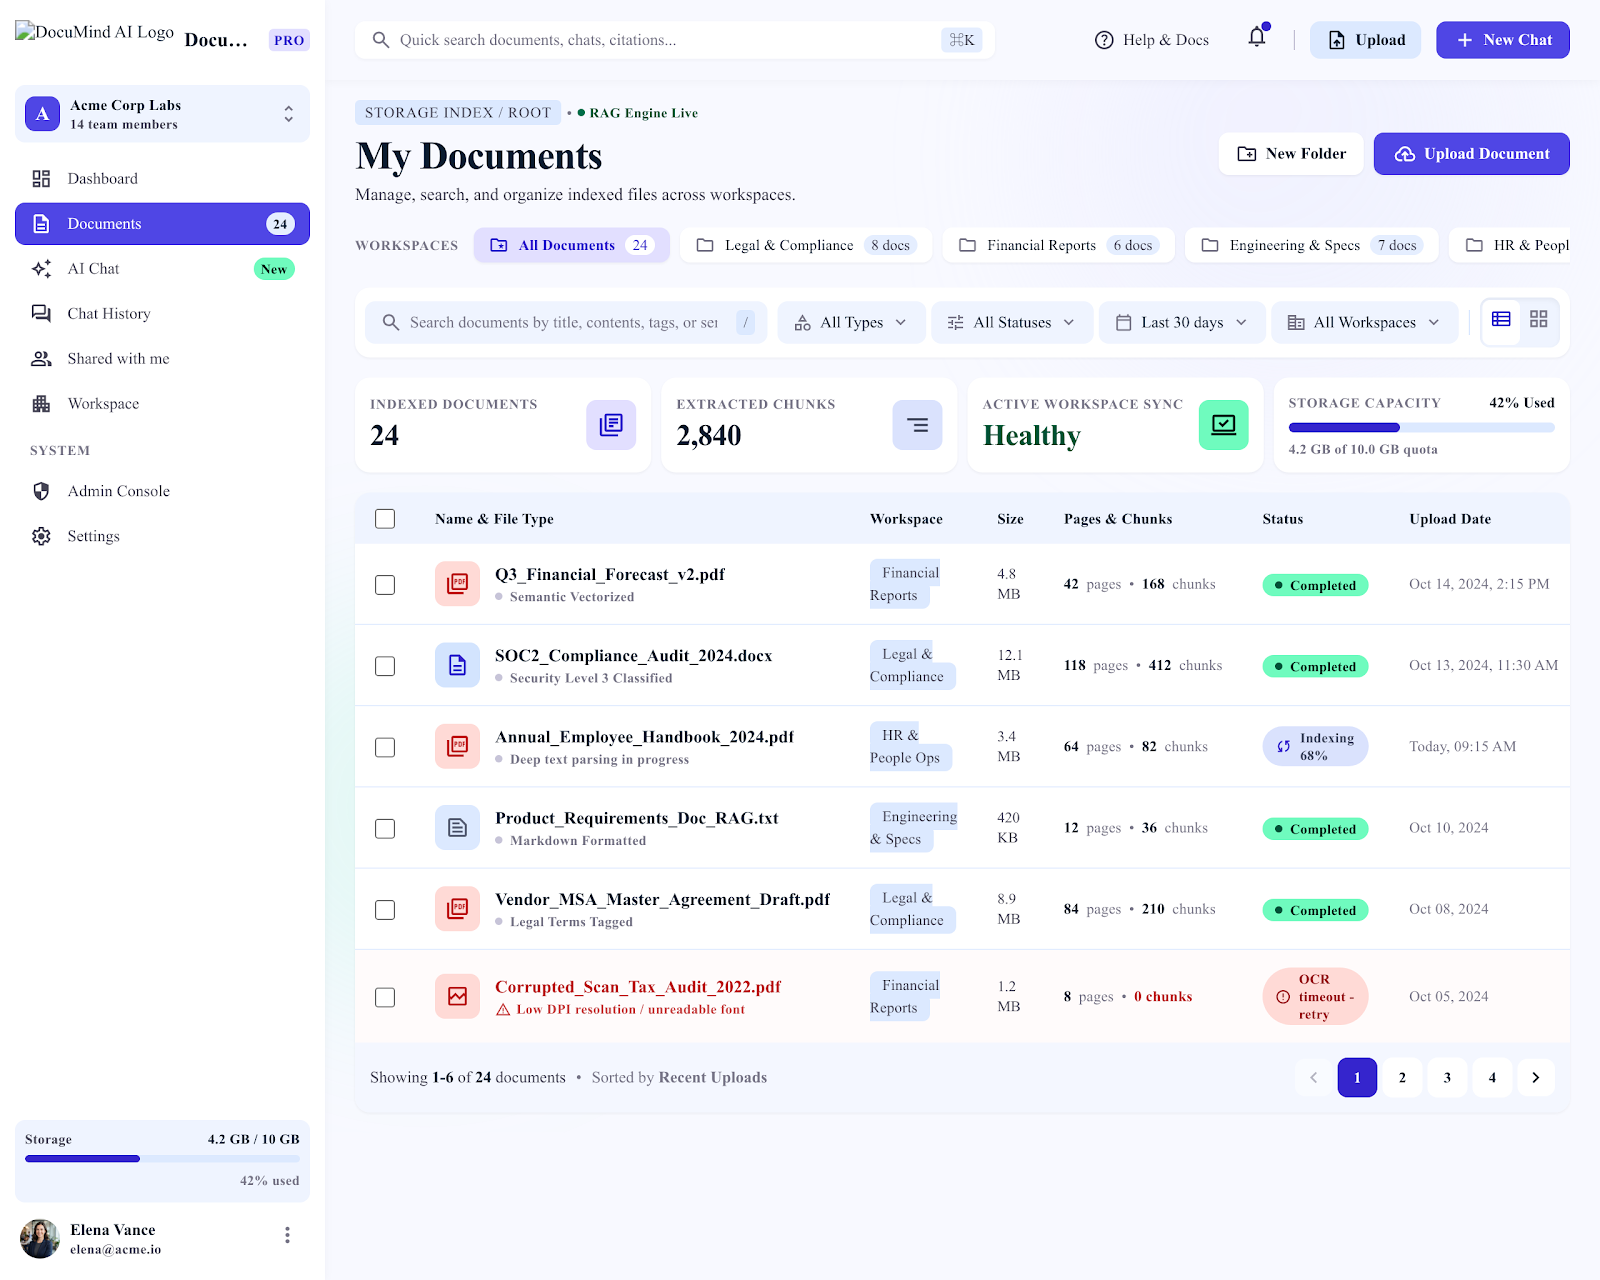 DocuMind AI Logo
Docu...
PRO
A
Acme Corp Labs
14 team members
Dashboard
Documents
24
AI Chat
New
Chat History
Shared with me
Workspace
SYSTEM
Admin Console
Settings
Storage
4.2 GB / 10 GB
42% used
Elena Vance
elena@acme.io
Quick search documents, chats, citations...
⌘K
Help & Docs
Upload
New Chat
STORAGE INDEX / ROOT
• ● RAG Engine Live
My Documents
Manage, search, and organize indexed files across workspaces.
New Folder
Upload Document
WORKSPACES
All Documents 24
Legal & Compliance 8 docs
Financial Reports 6 docs
Engineering & Specs 7 docs
HR & Peopl
Search documents by title, contents, tags, or ser
/
All Types
All Statuses
Last 30 days
All Workspaces
INDEXED DOCUMENTS
24
EXTRACTED CHUNKS
2,840
ACTIVE WORKSPACE SYNC
Healthy
STORAGE CAPACITY
42% Used
4.2 GB of 10.0 GB quota
Name & File Type
Workspace
Size
Pages & Chunks
Status
Upload Date
PDF
Q3_Financial_Forecast_v2.pdf
Semantic Vectorized
Financial
Reports
4.8
MB
42 pages • 168 chunks
Completed
Oct 14, 2024, 2:15 PM
SOC2_Compliance_Audit_2024.docx
Security Level 3 Classified
Legal &
Compliance
12.1
MB
118 pages • 412 chunks
Completed
Oct 13, 2024, 11:30 AM
PDF
Annual_Employee_Handbook_2024.pdf
Deep text parsing in progress
HR &
People Ops
3.4
MB
64 pages • 82 chunks
Indexing
68%
Today, 09:15 AM
Product_Requirements_Doc_RAG.txt
Markdown Formatted
Engineering
& Specs
420
KB
12 pages • 36 chunks
Completed
Oct 10, 2024
PDF
Vendor_MSA_Master_Agreement_Draft.pdf
Legal Terms Tagged
Legal &
Compliance
8.9
MB
84 pages • 210 chunks
Completed
Oct 08, 2024
Corrupted_Scan_Tax_Audit_2022.pdf
Low DPI resolution / unreadable font
Financial
Reports
1.2
MB
8 pages • 0 chunks
OCR
timeout -
retry
Oct 05, 2024
Showing 1-6 of 24 documents • Sorted by Recent Uploads
1
2
3
4